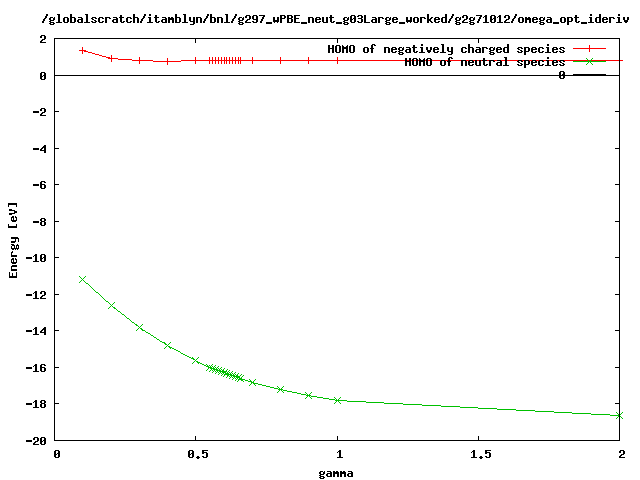 /globalscratch/itamblyn/bnl/g297_wPBE_neut_g03Large_worked/g2g71012/omega_opt_ideriv
HOMO of negatively charged species
HOMO of neutral species
0
2
0
-2
-4
-6
-8
-10
-12
-14
-16
-18
-20
Energy [eV]
0 0.5 1 1.5 2
gamma